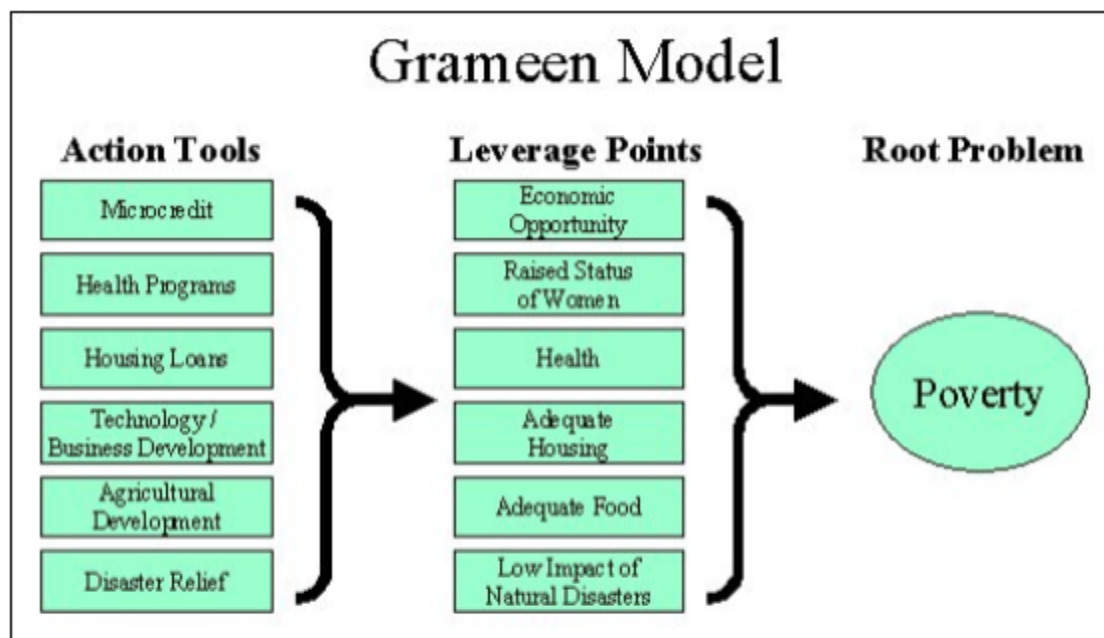 Grameen Model
Action Tools
Microcredit
Health Programs
Housing Loans
Technology /
Business Development
Agricultural
Development
Disaster Relief
Leverage Points
Economic
Opportunity
Raised Status
of Women
Health
Adequate
Housing
Adequate Food
Low Impact of
Natural Disasters
Root Problem
Poverty